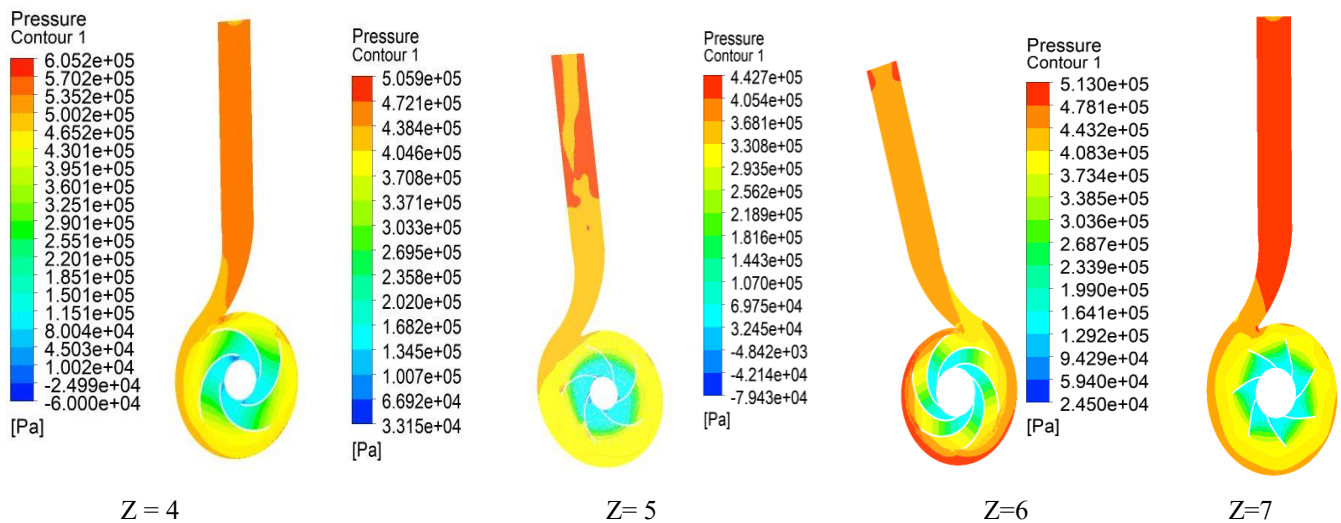 Pressure
Contour 1
6.052e+05
5.702e+05
5.352e+05
5.002e+05
4.652e+05
4.301e+05
3.951e+05
3.601e+05
3.251e+05
2.901e+05
2.551e+05
2.201e+05
1.851e+05
1.501e+05
1.151e+05
8.004e+04
4.503e+04
1.002e+04
-2.499e+04
-6.000e+04
[Pa]
Z = 4
Pressure
Contour 1
5.059e+05
4.721e+05
4.384e+05
4.046e+05
3.708e+05
3.371e+05
3.033e+05
2.695e+05
2.358e+05
2.020e+05
1.682e+05
1.345e+05
1.007e+05
6.692e+04
3.315e+04
[Pa]
Z= 5
Pressure
Contour 1
4.427e+05
4.054e+05
3.681e+05
3.308e+05
2.935e+05
2.562e+05
2.189e+05
1.816e+05
1.443e+05
1.070e+05
6.975e+04
3.245e+04
-4.842e+03
-4.214e+04
-7.943e+04
[Pa]
Z=6
Pressure
Contour 1
5.130e+05
4.781e+05
4.432e+05
4.083e+05
3.734e+05
3.385e+05
3.036e+05
2.687e+05
2.339e+05
1.990e+05
1.641e+05
1.292e+05
9.429e+04
5.940e+04
2.450e+04
[Pa]
Z=7